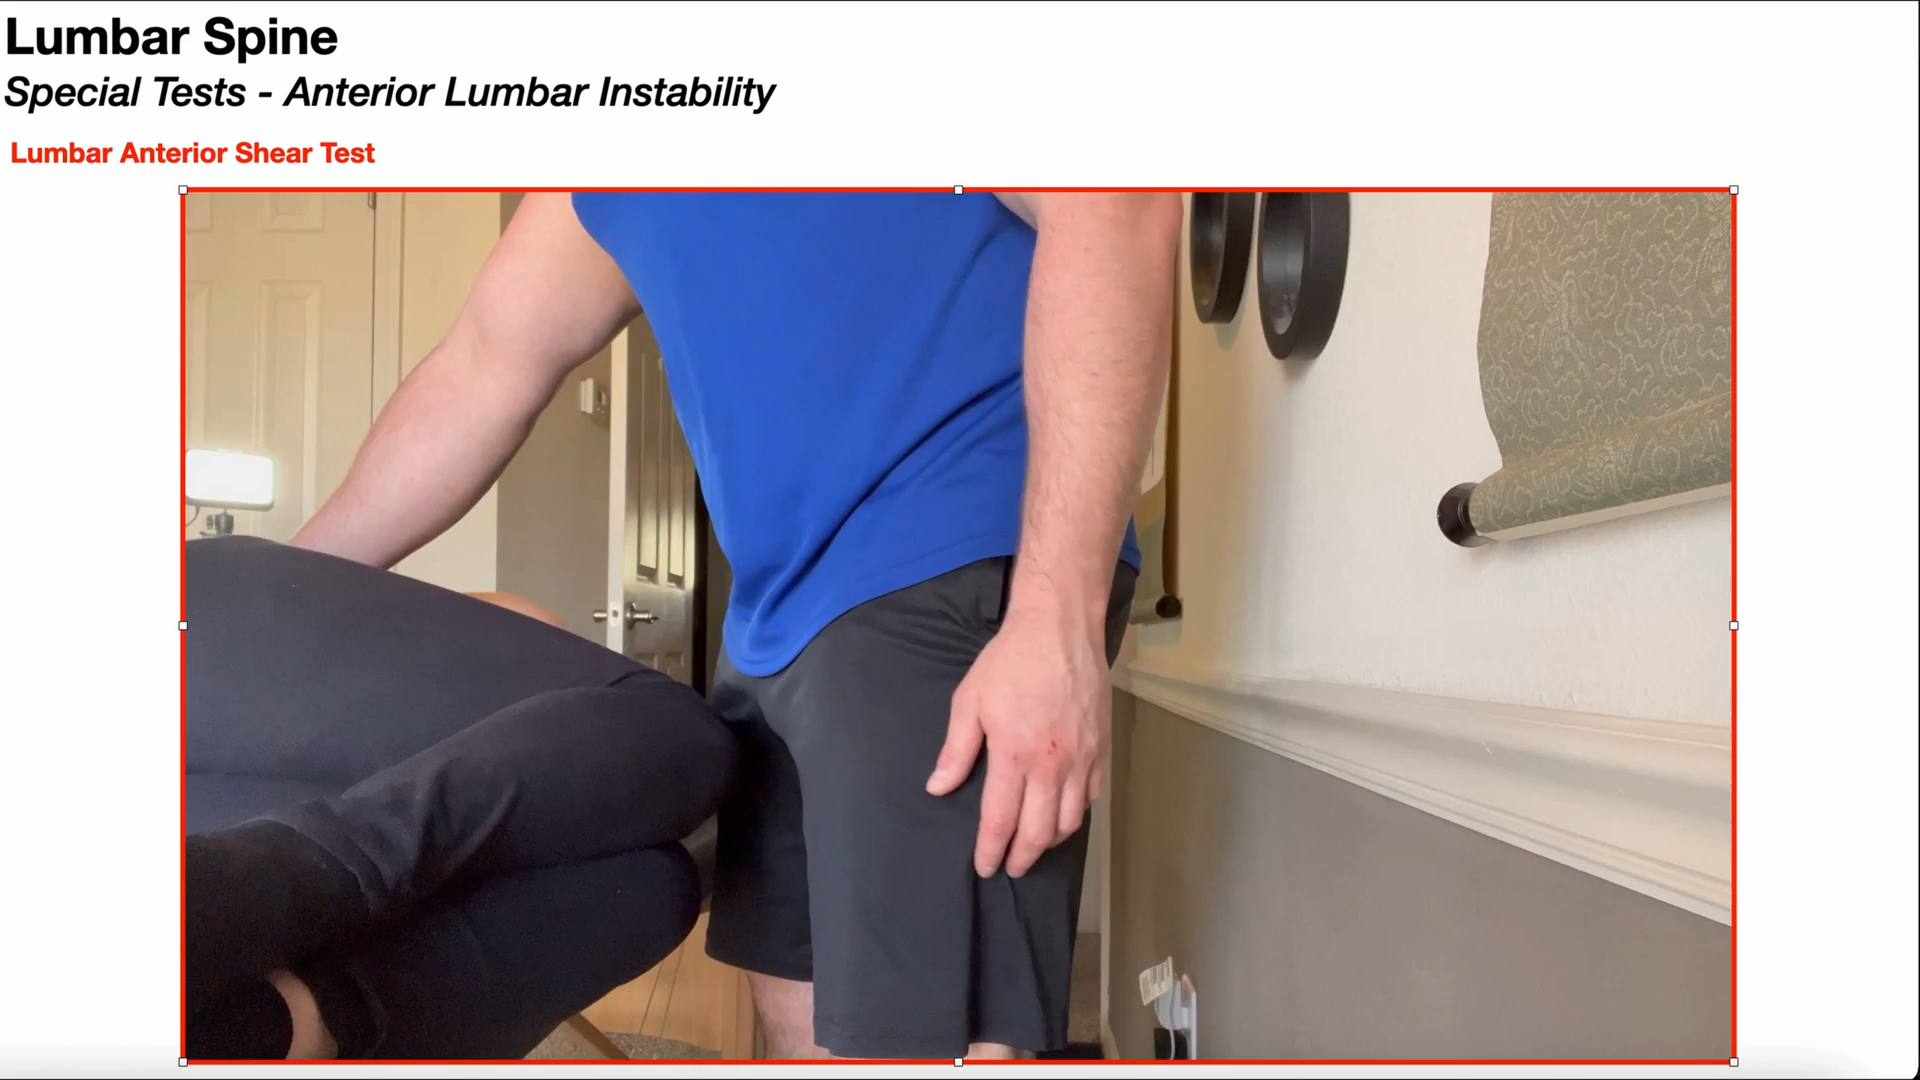 Lumbar Spine
Special Tests - Anterior Lumbar Instability
Lumbar Anterior Shear Test